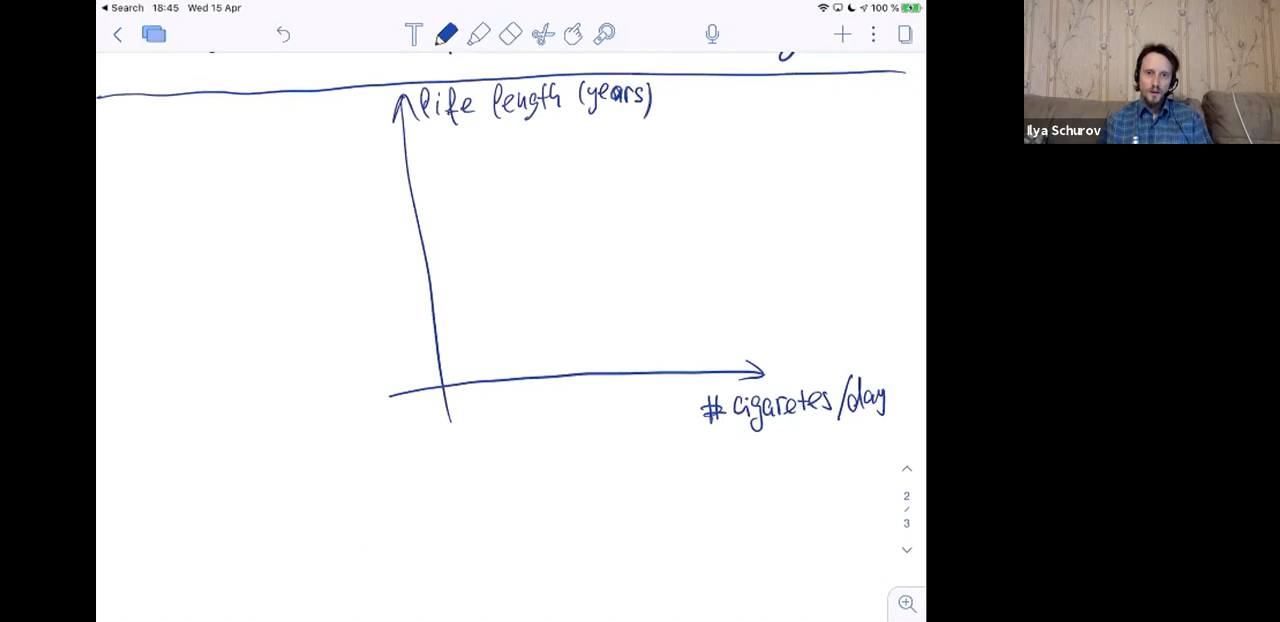 Search 18:45 Wed 15 Apr
100 %
T
life length (years)
# cigaretes/day
2
/
3
Ilya Schurov